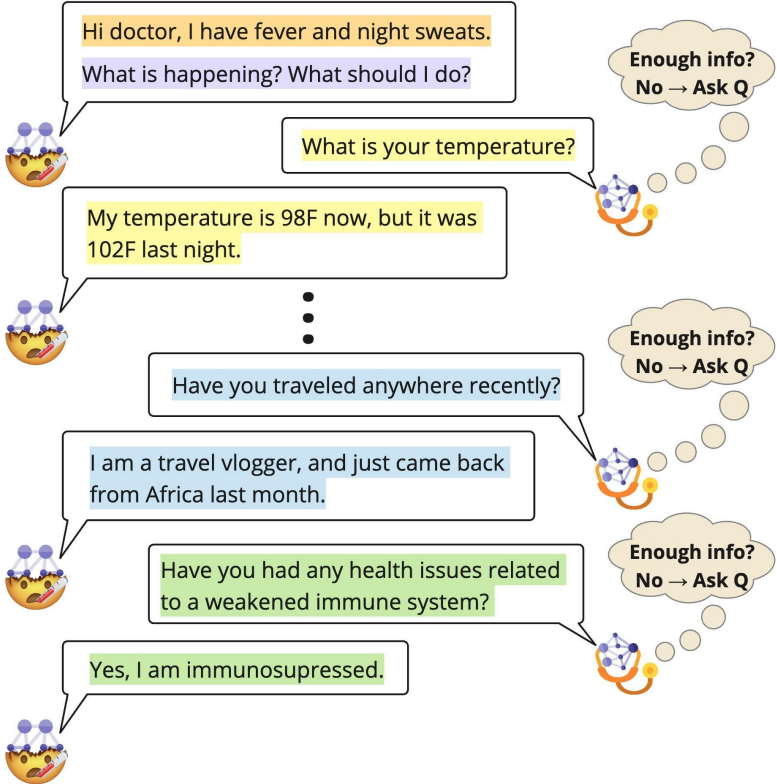 Hi doctor, I have fever and night sweats.
What is happening? What should I do?
Enough info?
No → Ask Q
What is your temperature?
My temperature is 98F now, but it was
102F last night.
Enough info?
No → Ask Q
Have you traveled anywhere recently?
I am a travel vlogger, and just came back
from Africa last month.
Enough info?
No → Ask Q
Have you had any health issues related
to a weakened immune system?
Yes, I am immunosupressed.